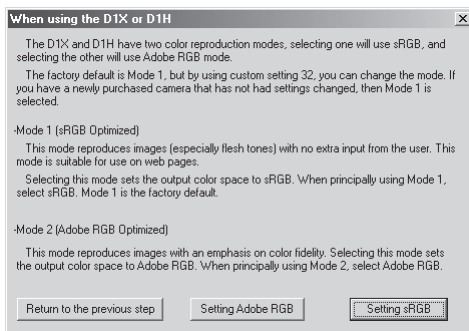 When using the D1X or D1H
The D1X and D1H have two color reproduction modes, selecting one will use sRGB, and
selecting the other will use Adobe RGB mode.
The factory default is Mode 1, but by using custom setting 32, you can change the mode. If
you have a newly purchased camera that has not had settings changed, then Mode 1 is
selected.
-Mode 1 (sRGB Optimized)
This mode reproduces images (especially flesh tones) with no extra input from the user. This
mode is suitable for use on web pages.
Selecting this mode sets the output color space to sRGB. When principally using Mode 1,
select sRGB. Mode 1 is the factory default.
-Mode 2 (Adobe RGB Optimized)
This mode reproduces images with an emphasis on color fidelity. Selecting this mode sets
the output color space to Adobe RGB. When principally using Mode 2, select Adobe RGB.
Return to the previous step Setting Adobe RGB Setting sRGB